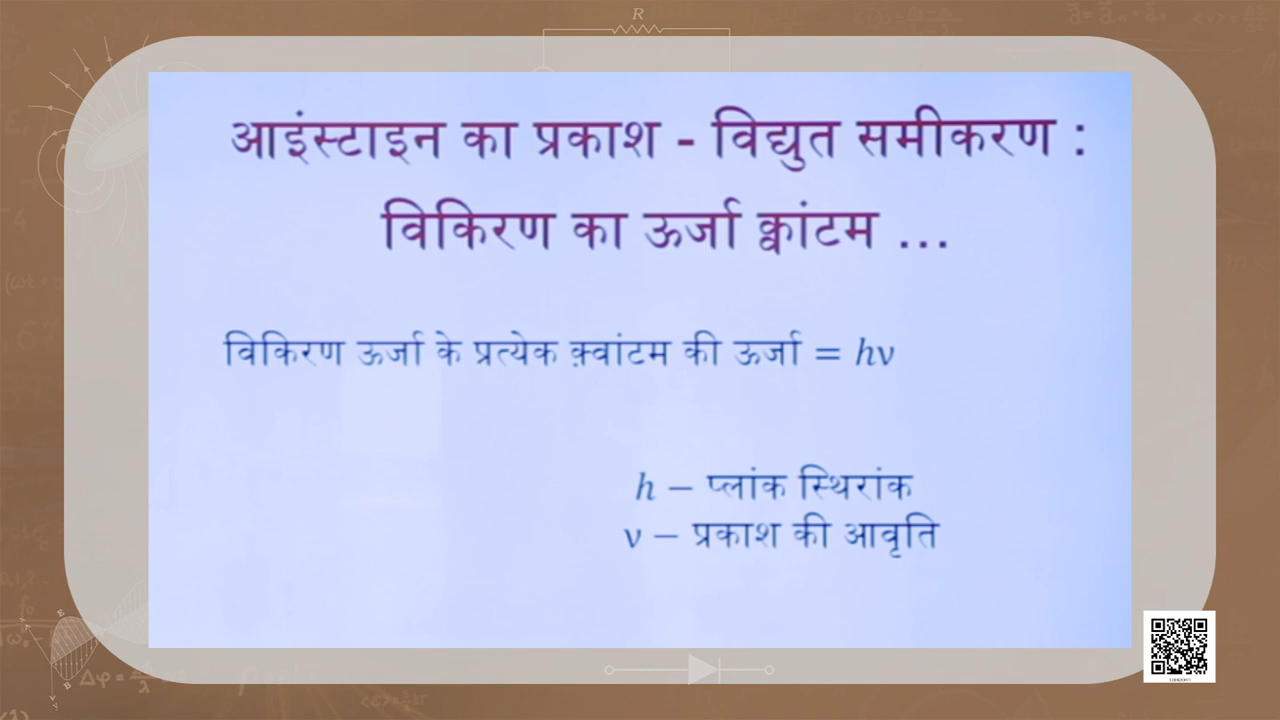 आइंस्टाइन का प्रकाश - विद्युत समीकरण :
विकिरण का ऊर्जा क्वांटम ...
विकिरण ऊर्जा के प्रत्येक क़्वांटम की ऊर्जा = hν
h – प्लांक स्थिरांक
ν – प्रकाश की आवृति
R